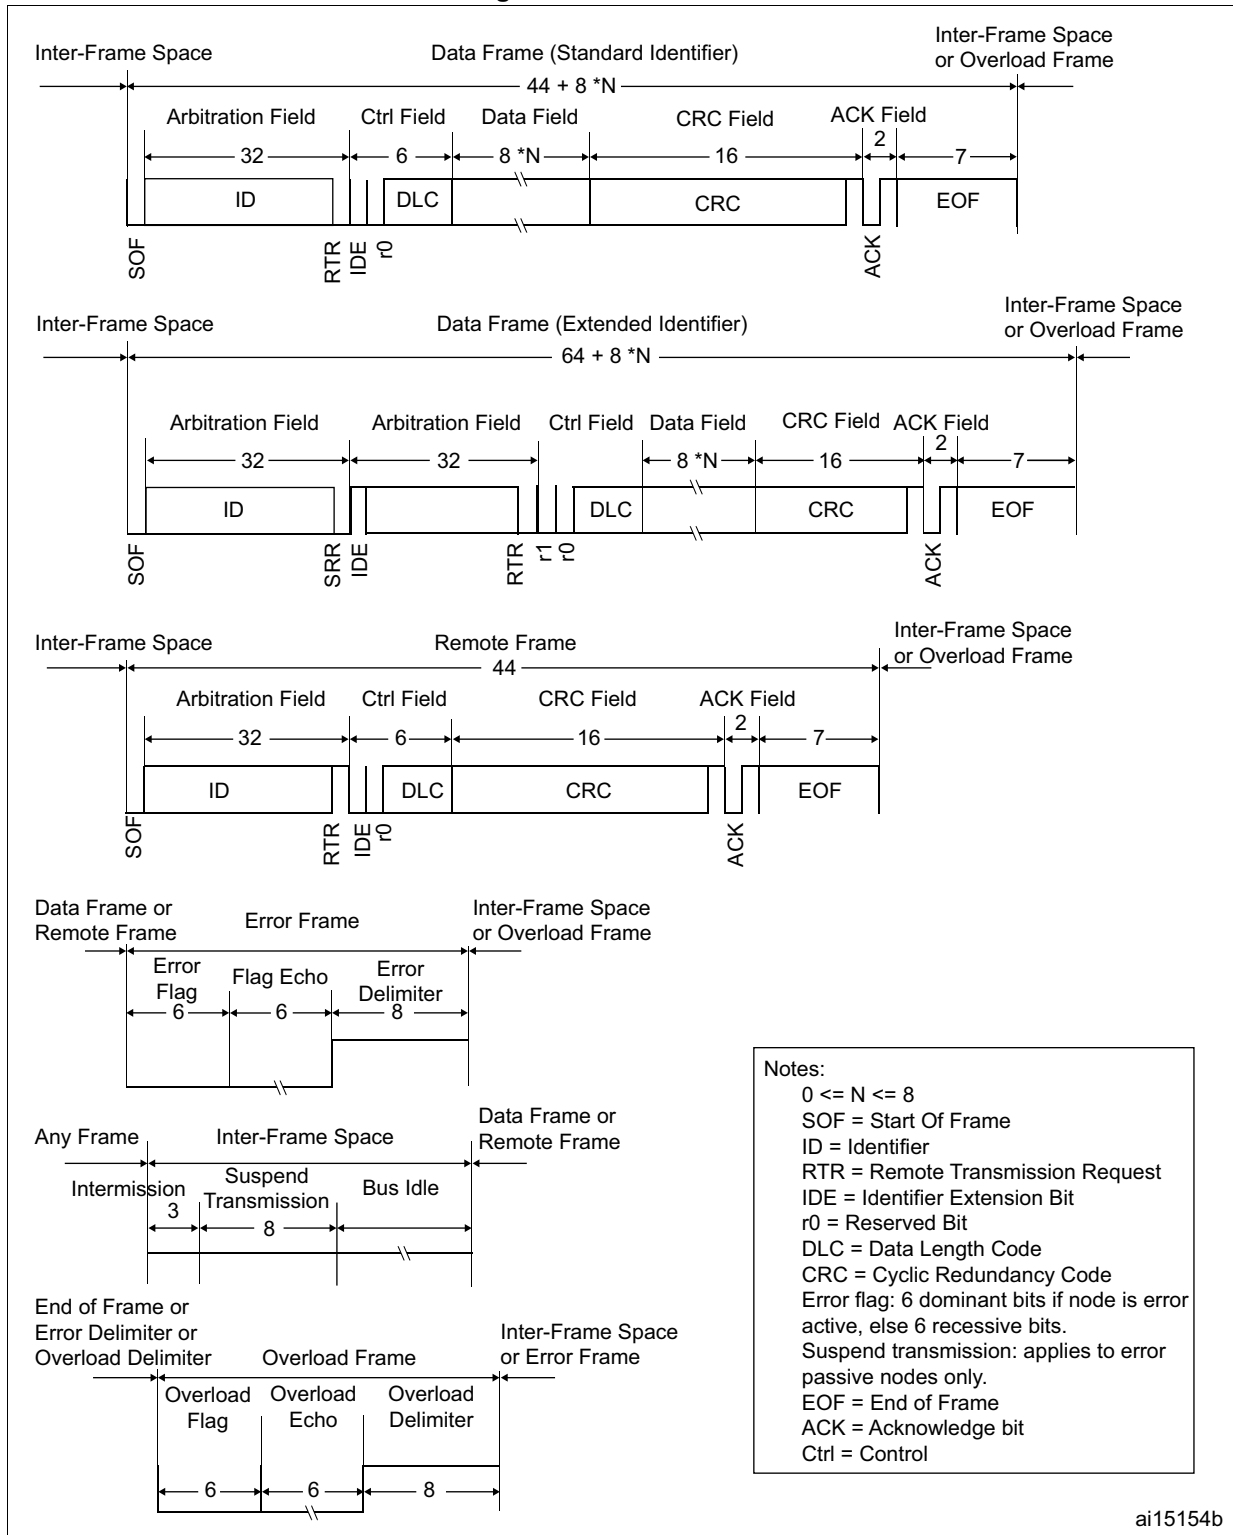 Inter-Frame Space
Data Frame (Standard Identifier)
Inter-Frame Space
or Overload Frame
44 + 8 *N
Arbitration Field
Ctrl Field
Data Field
CRC Field
ACK Field
32
6
8 *N
16
2
7
ID
DLC
CRC
EOF
SOF
RTR
IDE
r0
ACK
Inter-Frame Space
Data Frame (Extended Identifier)
Inter-Frame Space
or Overload Frame
64 + 8 *N
Arbitration Field
Arbitration Field
Ctrl Field
Data Field
CRC Field
ACK Field
32
32
8 *N
16
2
7
ID
DLC
CRC
EOF
SOF
SRR
IDE
RTR
r1
r0
ACK
Inter-Frame Space
Remote Frame
Inter-Frame Space
or Overload Frame
44
Arbitration Field
Ctrl Field
CRC Field
ACK Field
32
6
16
2
7
ID
DLC
CRC
EOF
SOF
RTR
IDE
r0
ACK
Data Frame or
Remote Frame
Error Frame
Inter-Frame Space
or Overload Frame
Error
Flag
Flag Echo
Error
Delimiter
6
6
8
Any Frame
Inter-Frame Space
Data Frame or
Remote Frame
Intermission
3
Suspend
Transmission
8
Bus Idle
End of Frame or
Error Delimiter or
Overload Delimiter
Overload Frame
Inter-Frame Space
or Error Frame
Overload
Flag
Overload
Echo
Overload
Delimiter
6
6
8
Notes:
0 <= N <= 8
SOF = Start Of Frame
ID = Identifier
RTR = Remote Transmission Request
IDE = Identifier Extension Bit
r0 = Reserved Bit
DLC = Data Length Code
CRC = Cyclic Redundancy Code
Error flag: 6 dominant bits if node is error
active, else 6 recessive bits.
Suspend transmission: applies to error
passive nodes only.
EOF = End of Frame
ACK = Acknowledge bit
Ctrl = Control
ai15154b